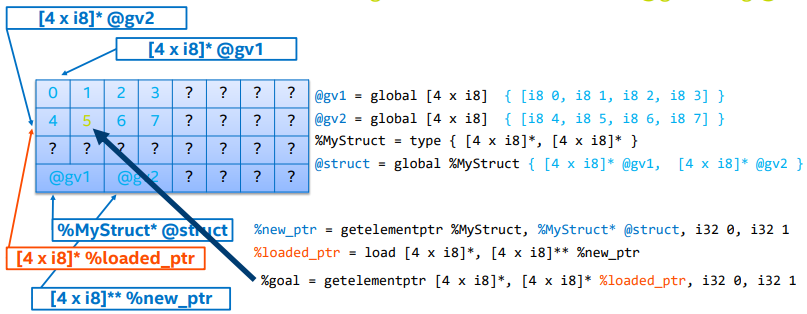 [4 x i8]* @gv2
[4 x i8]* @gv1
0 1 2 3 ? ? ? ?
4 5 6 7 ? ? ? ?
? ? ? ? ? ? ? ?
@gv1 @gv2 ? ? ? ?
@gv1 = global [4 x i8] { [i8 0, i8 1, i8 2, i8 3] }
@gv2 = global [4 x i8] { [i8 4, i8 5, i8 6, i8 7] }
%MyStruct = type { [4 x i8]*, [4 x i8]* }
@struct = global %MyStruct { [4 x i8]* @gv1, [4 x i8]* @gv2 }
%MyStruct* @struct
[4 x i8]* %loaded_ptr
[4 x i8]** %new_ptr
%new_ptr = getelementptr %MyStruct, %MyStruct* @struct, i32 0, i32 1
%loaded_ptr = load [4 x i8]*, [4 x i8]** %new_ptr
%goal = getelementptr [4 x i8]*, [4 x i8]* %loaded_ptr, i32 0, i32 1